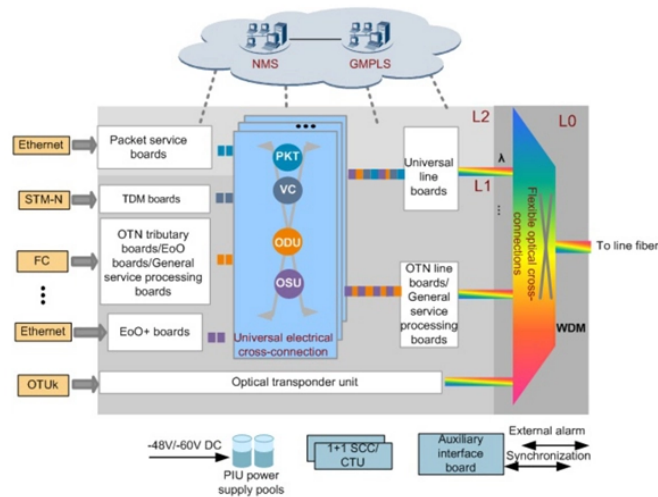 NMS
GMPLS
Ethernet
Packet service
boards
STM-N
TDM boards
FC
OTN tributary
boards/EoO
boards/General
service processing
boards
Ethernet
EoO+ boards
OTUk
Optical transponder unit
PKT
VC
ODU
OSU
Universal electrical
cross-connection
Universal
line
boards
OTN line
boards/
General
service
processing
boards
L2
L1
L0
λ
Flexible optical cross-
connections
WDM
To line fiber
-48V/-60V DC
PIU power
supply pools
1+1 SCC/
CTU
Auxiliary
interface
board
External alarm
Synchronization